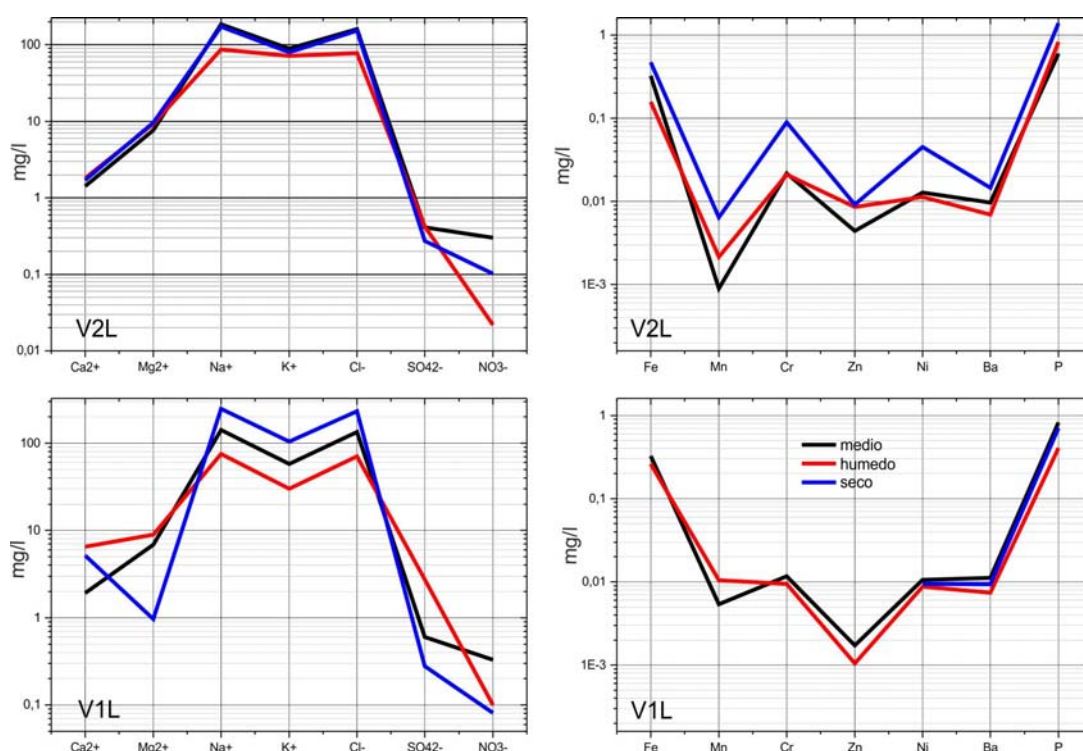 100
10
1
0,1
0,01
mg/l
V2L
Ca2+ Mg2+ Na+ K+ Cl- SO42- NO3-
1
0,1
0,01
1E-3
mg/l
V2L
Fe Mn Cr Zn Ni Ba P
100
10
1
0,1
mg/l
V1L
Ca2+ Mg2+ Na+ K+ Cl- SO42- NO3-
1
0,1
0,01
1E-3
mg/l
medio
humedo
seco
V1L
Fe Mn Cr Zn Ni Ba P